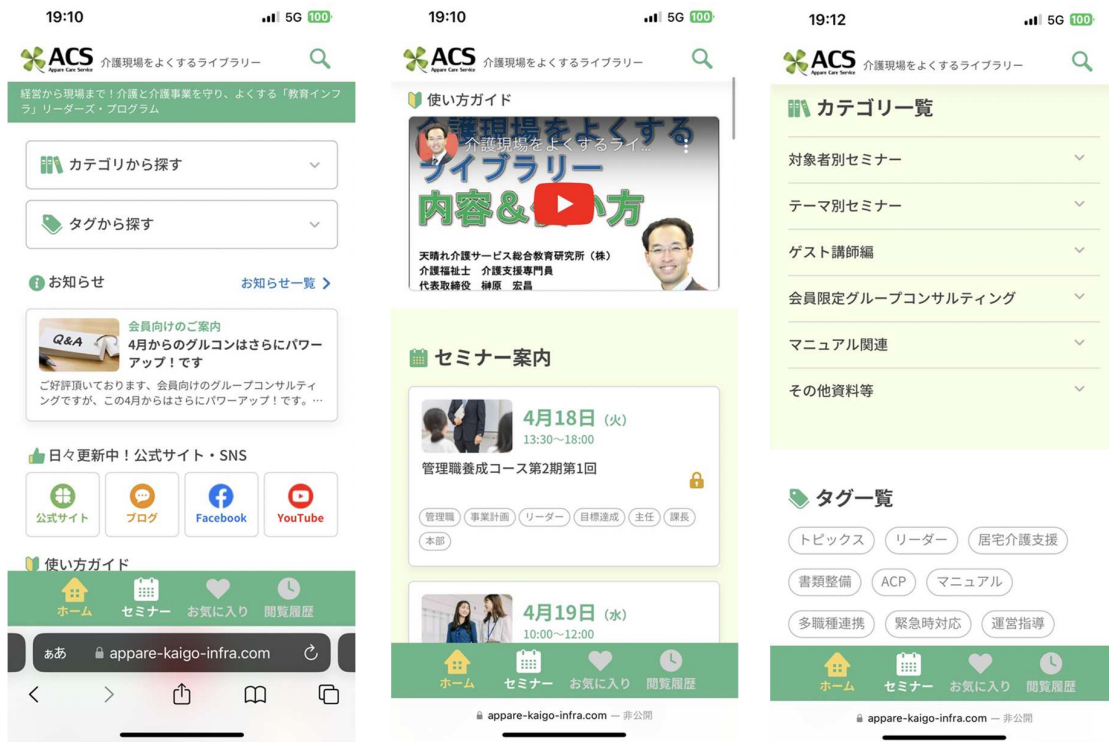 19:10
5G 100
ACS
Appare Care Service
介護現場をよくするライブラリー
経営から現場まで！介護と介護事業を守り、よくする「教育インフ
ラ」リーダーズ・プログラム
カテゴリから探す
タグから探す
お知らせ
お知らせ一覧
Q&A
会員向けのご案内
4月からのグルコンはさらにパワー
アップ！です
ご好評頂いております、会員向けのグループコンサルティ
ングですが、この4月からはさらにパワーアップ！です。…
日々更新中！公式サイト・SNS
公式サイト
ブログ
Facebook
YouTube
使い方ガイド
ホーム
セミナー
お気に入り
閲覧履歴
ぁあ
appare-kaigo-infra.com
19:10
5G 100
ACS
Appare Care Service
介護現場をよくするライブラリー
使い方ガイド
介護現場をよくする
介護現場をよくするライ...
ライブラリー
内容&使い方
天晴れ介護サービス総合教育研究所（株）
介護福祉士 介護支援専門員
代表取締役 榊原 宏昌
セミナー案内
4月18日（火）
13:30〜18:00
管理職養成コース第2期第1回
管理職
事業計画
リーダー
目標達成
主任
課長
本部
4月19日（水）
10:00〜12:00
ホーム
セミナー
お気に入り
閲覧履歴
appare-kaigo-infra.com — 非公開
19:12
5G 100
ACS
Appare Care Service
介護現場をよくするライブラリー
カテゴリ一覧
対象者別セミナー
テーマ別セミナー
ゲスト講師編
会員限定グループコンサルティング
マニュアル関連
その他資料等
タグ一覧
トピックス
リーダー
居宅介護支援
書類整備
ACP
マニュアル
多職種連携
緊急時対応
運営指導
ホーム
セミナー
お気に入り
閲覧履歴
appare-kaigo-infra.com — 非公開